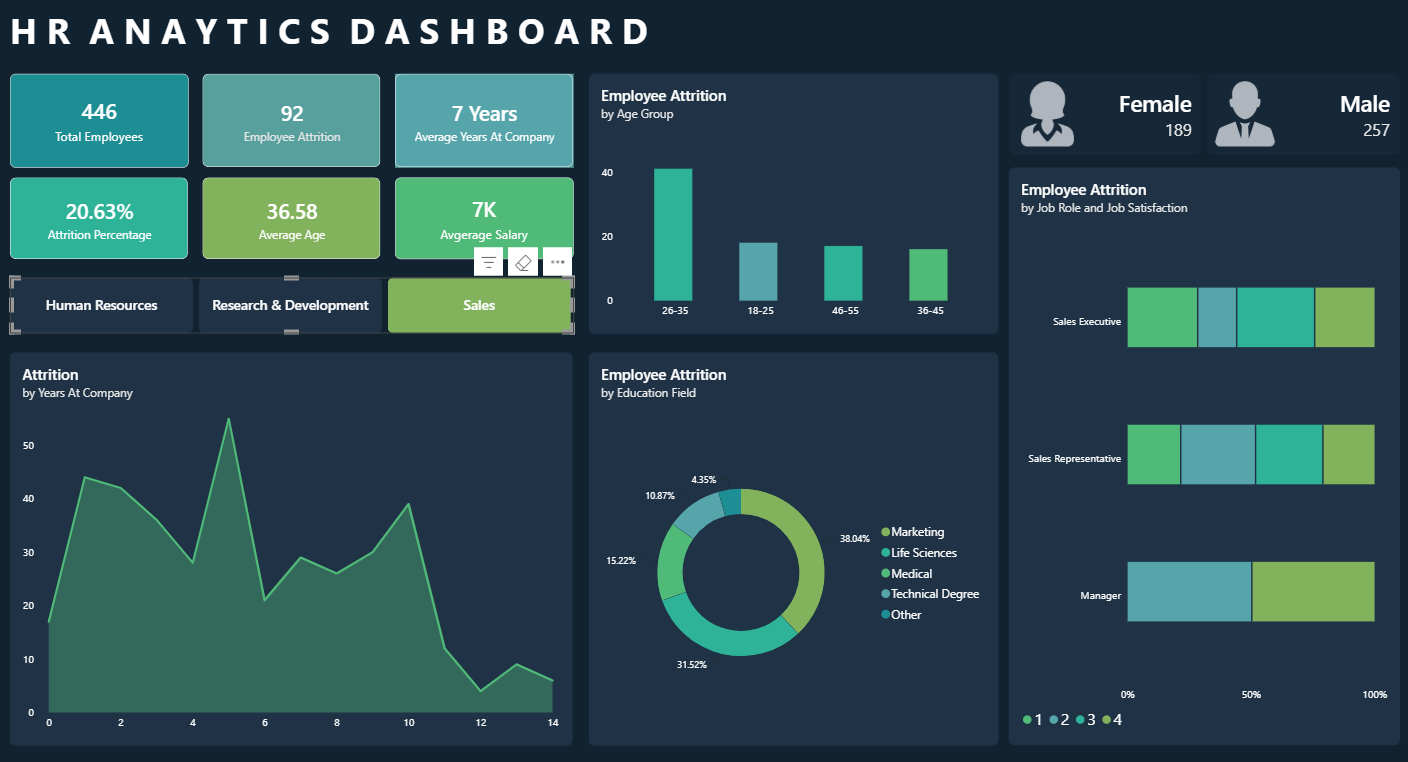 HR ANAYTICS DASHBOARD
446
Total Employees
92
Employee Attrition
7 Years
Average Years At Company
20.63%
Attrition Percentage
36.58
Average Age
7K
Avgerage Salary
Human Resources
Research & Development
Sales
Employee Attrition
by Age Group
40
20
0
26-35
18-25
46-55
36-45
Female
189
Male
257
Attrition
by Years At Company
50
40
30
20
10
0
0
2
4
6
8
10
12
14
Employee Attrition
by Education Field
4.35%
10.87%
15.22%
31.52%
38.04%
Marketing
Life Sciences
Medical
Technical Degree
Other
Employee Attrition
by Job Role and Job Satisfaction
Sales Executive
Sales Representative
Manager
0%
50%
100%
1
2
3
4